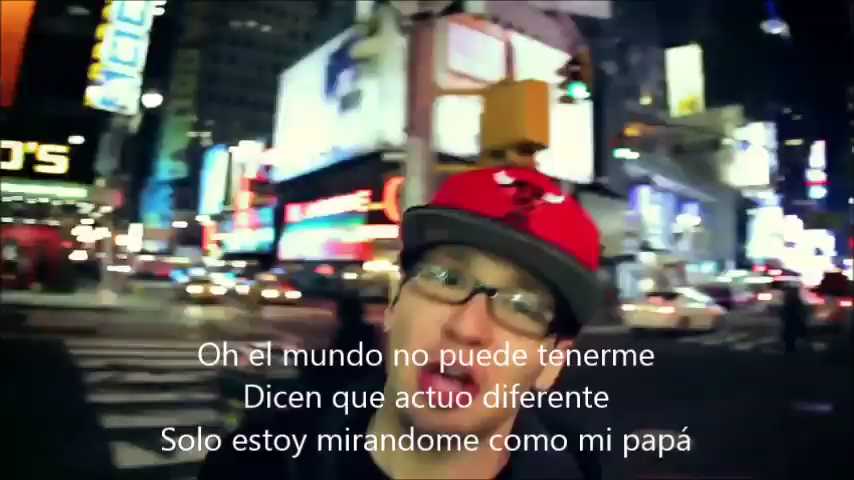 O'S
Oh el mundo no puede tenerme
Dicen que actuo diferente
Solo estoy mirandome como mi papá